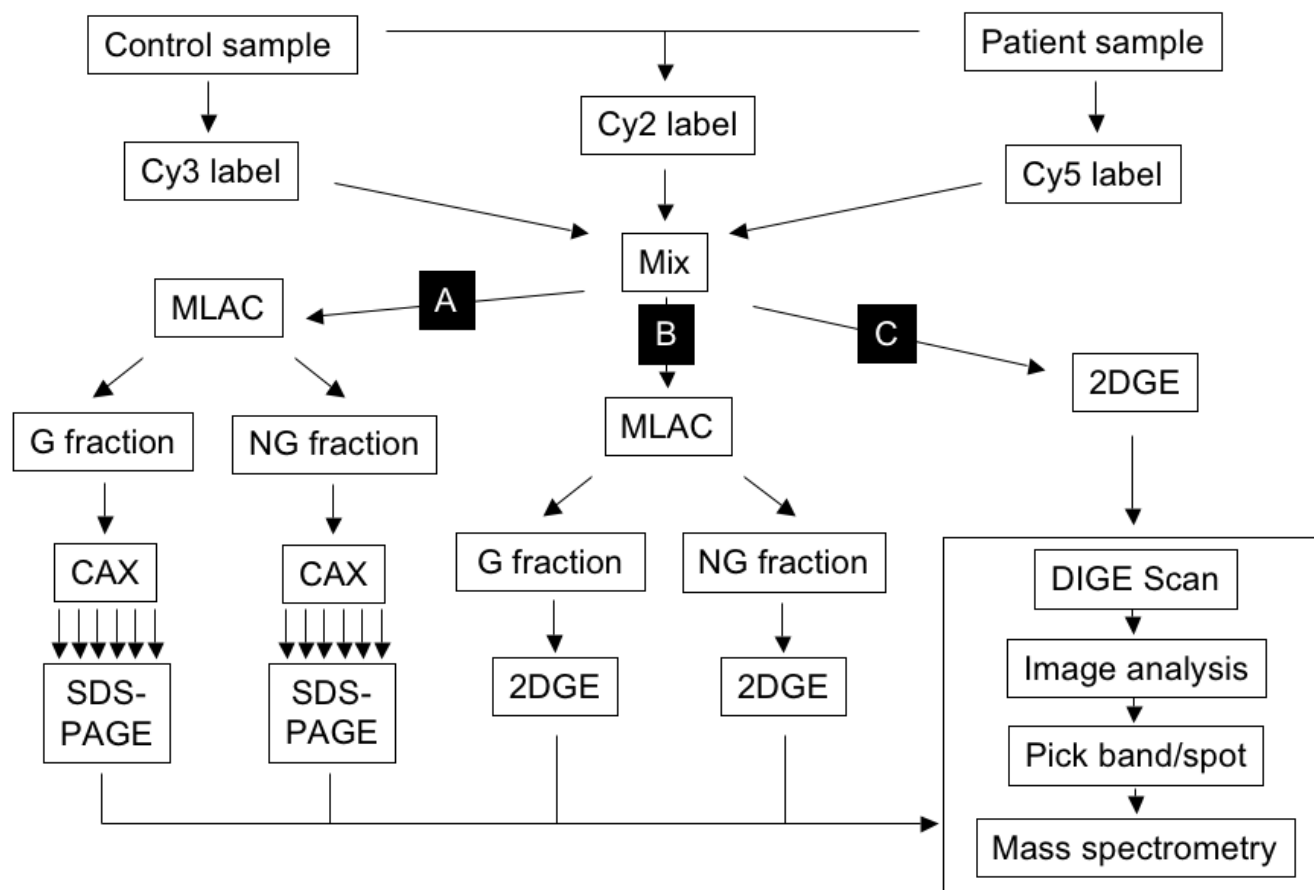 Control sample
Patient sample
Cy2 label
Cy3 label
Cy5 label
Mix
A
B
C
MLAC
2DGE
MLAC
G fraction
NG fraction
G fraction
NG fraction
CAX
CAX
DIGE Scan
SDS-
PAGE
SDS-
PAGE
2DGE
2DGE
Image analysis
Pick band/spot
Mass spectrometry